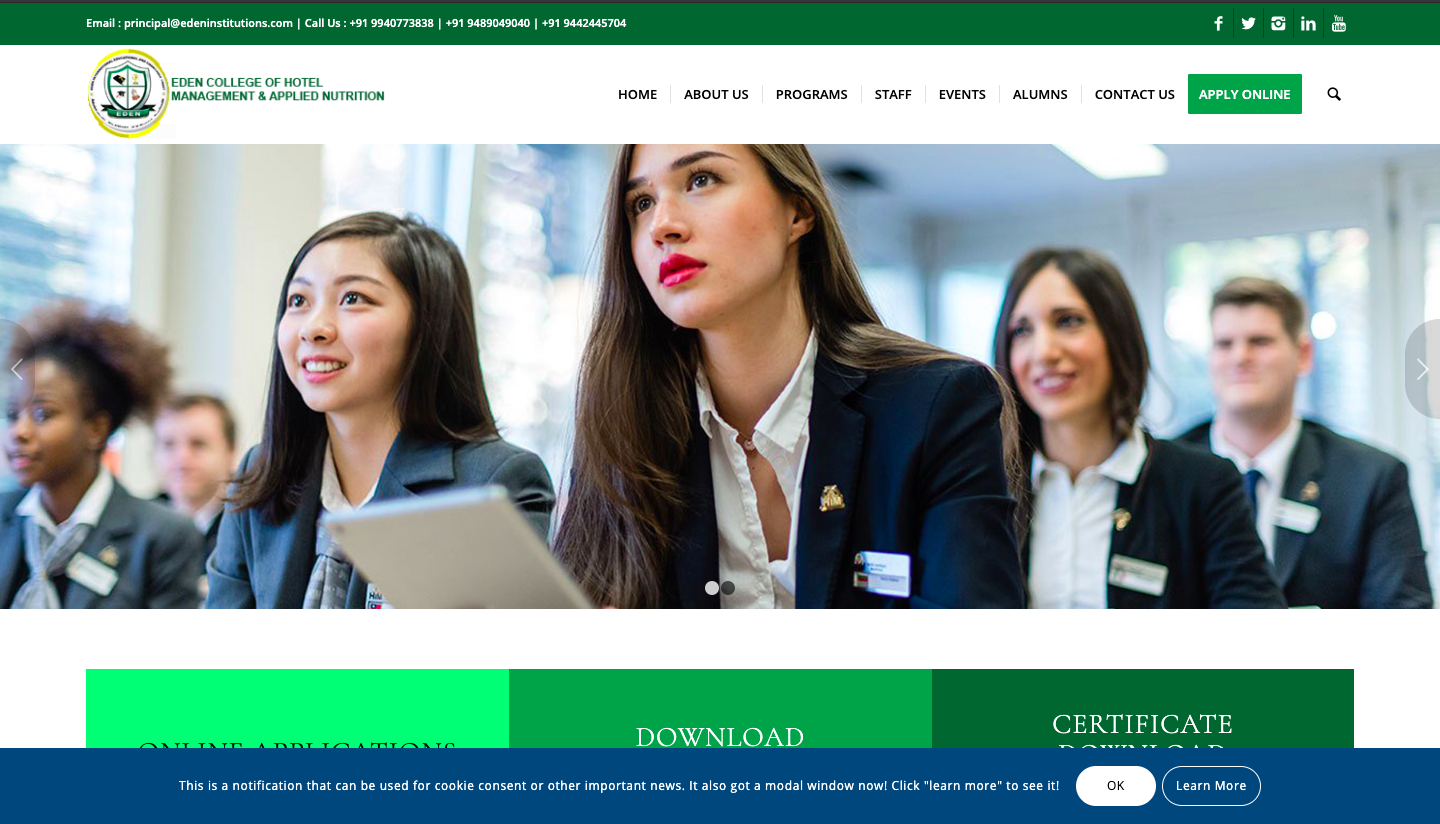 Email : principal@edeninstitutions.com | Call Us : +91 9940773838 | +91 9489049040 | +91 9442445704
EDEN COLLEGE OF HOTEL
MANAGEMENT & APPLIED NUTRITION
EDEN
HOME
ABOUT US
PROGRAMS
STAFF
EVENTS
ALUMNS
CONTACT US
APPLY ONLINE
ONLINE APPLICATIONS
DOWNLOAD
CERTIFICATE
DOWNLOAD
This is a notification that can be used for cookie consent or other important news. It also got a modal window now! Click "learn more" to see it!
OK
Learn More